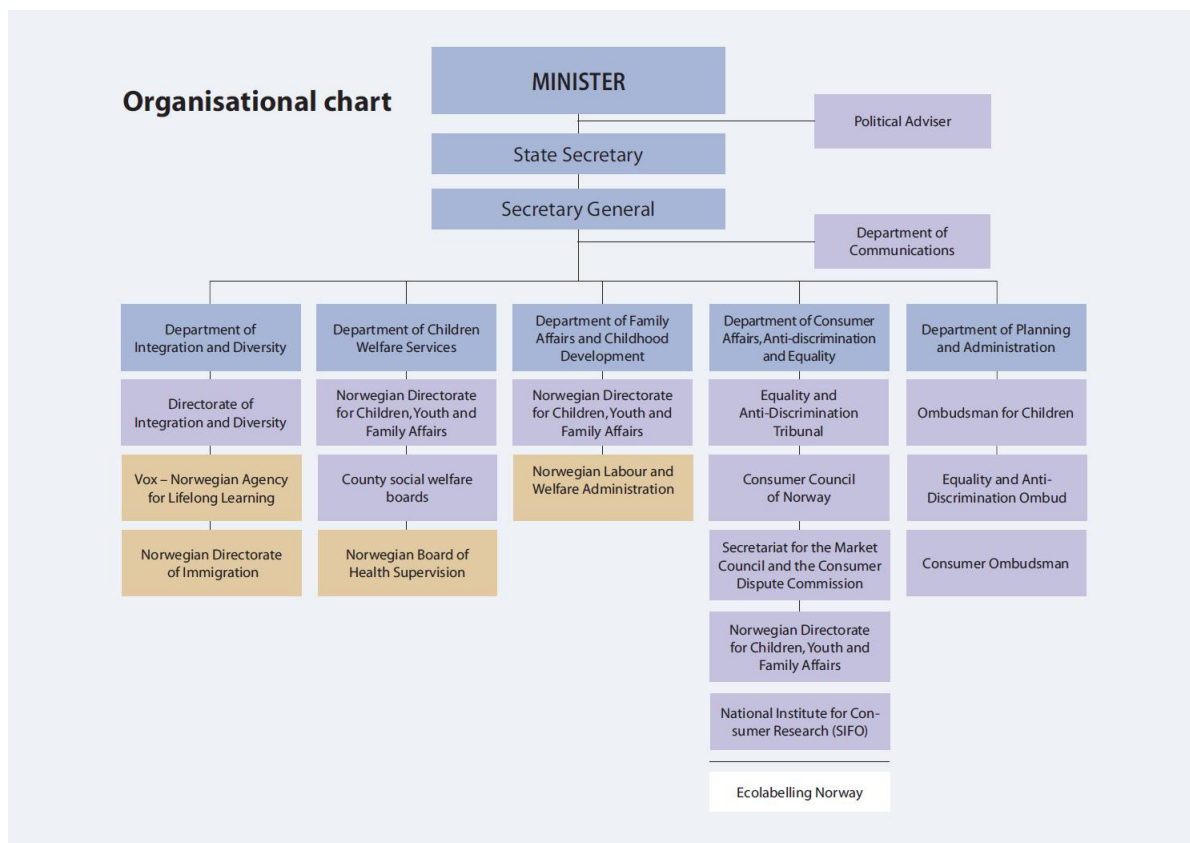 Organisational chart
MINISTER
Political Adviser
State Secretary
Secretary General
Department of
Communications
Department of
Integration and Diversity
Directorate of
Integration and Diversity
Vox – Norwegian Agency
for Lifelong Learning
Norwegian Directorate
of Immigration
Department of Children
Welfare Services
Norwegian Directorate
for Children, Youth and
Family Affairs
County social welfare
boards
Norwegian Board of
Health Supervision
Department of Family
Affairs and Childhood
Development
Norwegian Directorate
for Children, Youth and
Family Affairs
Norwegian Labour and
Welfare Administration
Department of Consumer
Affairs, Anti-discrimination
and Equality
Equality and
Anti-Discrimination
Tribunal
Consumer Council
of Norway
Secretariat for the Market
Council and the Consumer
Dispute Commission
Norwegian Directorate
for Children, Youth and
Family Affairs
National Institute for Con-
sumer Research (SIFO)
Ecolabelling Norway
Department of Planning
and Administration
Ombudsman for Children
Equality and Anti-
Discrimination Ombud
Consumer Ombudsman